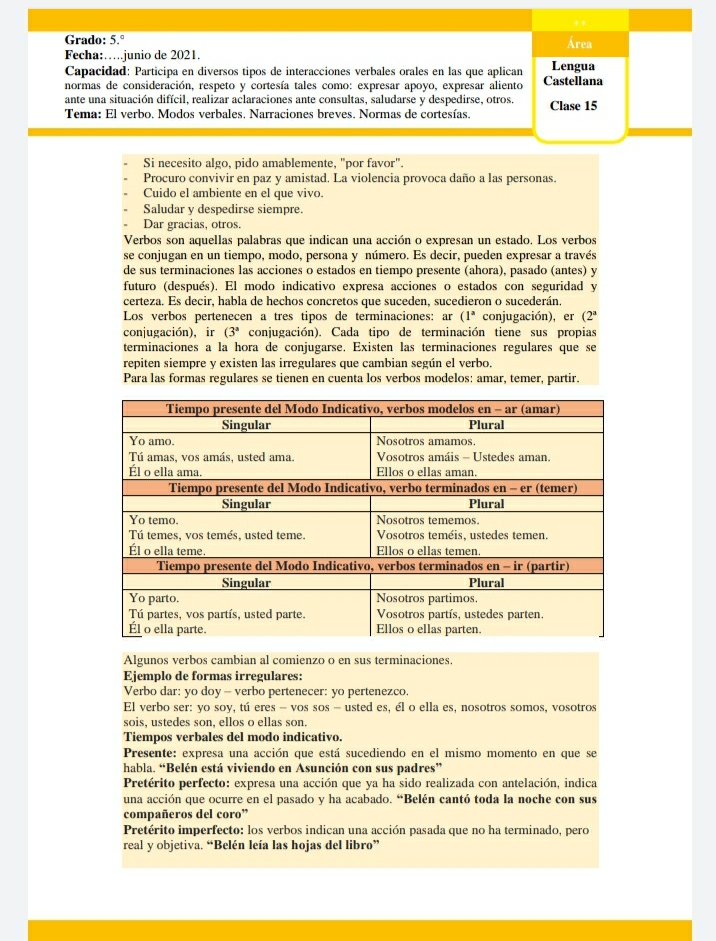 Grado: 5.°
Fecha:…..junio de 2021.
Capacidad: Participa en diversos tipos de interacciones verbales orales en las que aplican
normas de consideración, respeto y cortesía tales como: expresar apoyo, expresar aliento
ante una situación difícil, realizar aclaraciones ante consultas, saludarse y despedirse, otros.
Tema: El verbo. Modos verbales. Narraciones breves. Normas de cortesías.
Área
Lengua
Castellana
Clase 15
- Si necesito algo, pido amablemente, "por favor".
- Procuro convivir en paz y amistad. La violencia provoca daño a las personas.
- Cuido el ambiente en el que vivo.
- Saludar y despedirse siempre.
- Dar gracias, otros.
Verbos son aquellas palabras que indican una acción o expresan un estado. Los verbos
se conjugan en un tiempo, modo, persona y número. Es decir, pueden expresar a través
de sus terminaciones las acciones o estados en tiempo presente (ahora), pasado (antes) y
futuro (después). El modo indicativo expresa acciones o estados con seguridad y
certeza. Es decir, habla de hechos concretos que suceden, sucedieron o sucederán.
Los verbos pertenecen a tres tipos de terminaciones: ar (1ª conjugación), er (2ª
conjugación), ir (3ª conjugación). Cada tipo de terminación tiene sus propias
terminaciones a la hora de conjugarse. Existen las terminaciones regulares que se
repiten siempre y existen las irregulares que cambian según el verbo.
Para las formas regulares se tienen en cuenta los verbos modelos: amar, temer, partir.
Tiempo presente del Modo Indicativo, verbos modelos en – ar (amar)
Singular Plural
Yo amo. Nosotros amamos.
Tú amas, vos amás, usted ama. Vosotros amáis – Ustedes aman.
Él o ella ama. Ellos o ellas aman.
Tiempo presente del Modo Indicativo, verbo terminados en – er (temer)
Singular Plural
Yo temo. Nosotros tememos.
Tú temes, vos temés, usted teme. Vosotros teméis, ustedes temen.
Él o ella teme. Ellos o ellas temen.
Tiempo presente del Modo Indicativo, verbos terminados en – ir (partir)
Singular Plural
Yo parto. Nosotros partimos.
Tú partes, vos partís, usted parte. Vosotros partís, ustedes parten.
Él o ella parte. Ellos o ellas parten.
Algunos verbos cambian al comienzo o en sus terminaciones.
Ejemplo de formas irregulares:
Verbo dar: yo doy – verbo pertenecer: yo pertenezco.
El verbo ser: yo soy, tú eres – vos sos – usted es, él o ella es, nosotros somos, vosotros
sois, ustedes son, ellos o ellas son.
Tiempos verbales del modo indicativo.
Presente: expresa una acción que está sucediendo en el mismo momento en que se
habla. “Belén está viviendo en Asunción con sus padres”
Pretérito perfecto: expresa una acción que ya ha sido realizada con antelación, indica
una acción que ocurre en el pasado y ha acabado. “Belén cantó toda la noche con sus
compañeros del coro”
Pretérito imperfecto: los verbos indican una acción pasada que no ha terminado, pero
real y objetiva. “Belén leía las hojas del libro”